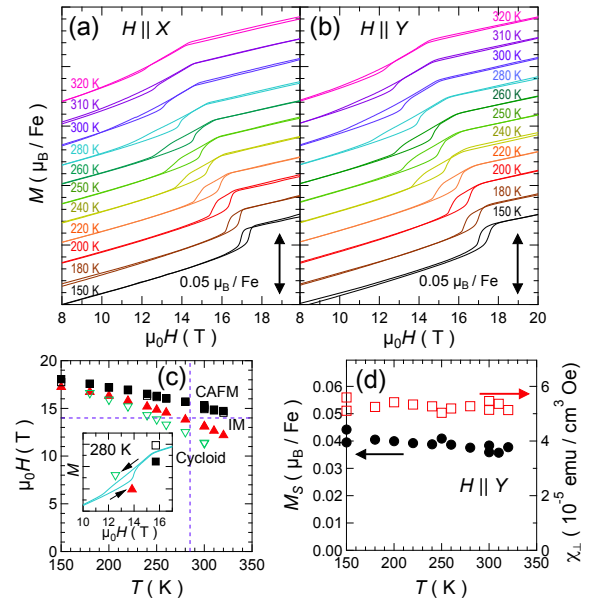 (a) H || X
320 K
310 K
300 K
280 K
260 K
250 K
240 K
220 K
200 K
180 K
150 K
0.05 μB / Fe
M ( μB / Fe )
8 10 12 14 16 18
μ0H ( T )
(b) H || Y
320 K
310 K
300 K
280 K
260 K
250 K
240 K
220 K
200 K
180 K
150 K
0.05 μB / Fe
8 10 12 14 16 18 20
μ0H ( T )
(c)
CAFM
IM
Cycloid
280 K
M
10 12 14 16
μ0H ( T )
20
15
10
5
0
μ0H ( T )
150 200 250 300 350
T ( K )
(d)
H || Y
0.06
0.05
0.04
0.03
0.02
0.01
0.00
MS ( μB / Fe )
6
4
2
0
χ⊥ ( 10-5 emu / cm3 Oe )
150 200 250 300 350
T ( K )